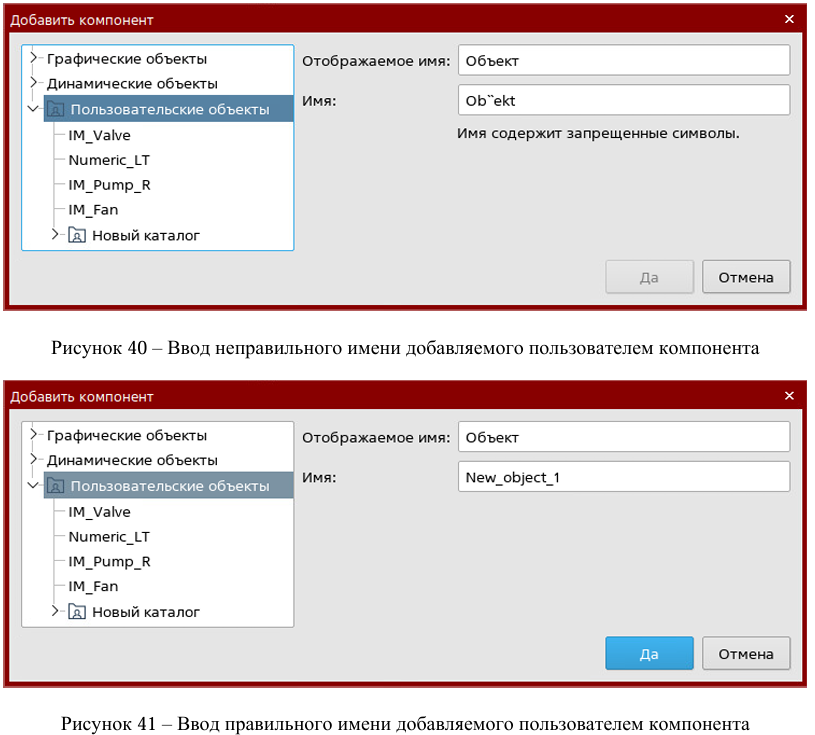 Добавить компонент
Графические объекты
Динамические объекты
Пользовательские объекты
IM_Valve
Numeric_LT
IM_Pump_R
IM_Fan
Новый каталог
Отображаемое имя: Объект
Имя: Ob``ekt
Имя содержит запрещенные символы.
Да Отмена
Рисунок 40 – Ввод неправильного имени добавляемого пользователем компонента
Добавить компонент
Графические объекты
Динамические объекты
Пользовательские объекты
IM_Valve
Numeric_LT
IM_Pump_R
IM_Fan
Новый каталог
Отображаемое имя: Объект
Имя: New_object_1
Да Отмена
Рисунок 41 – Ввод правильного имени добавляемого пользователем компонента